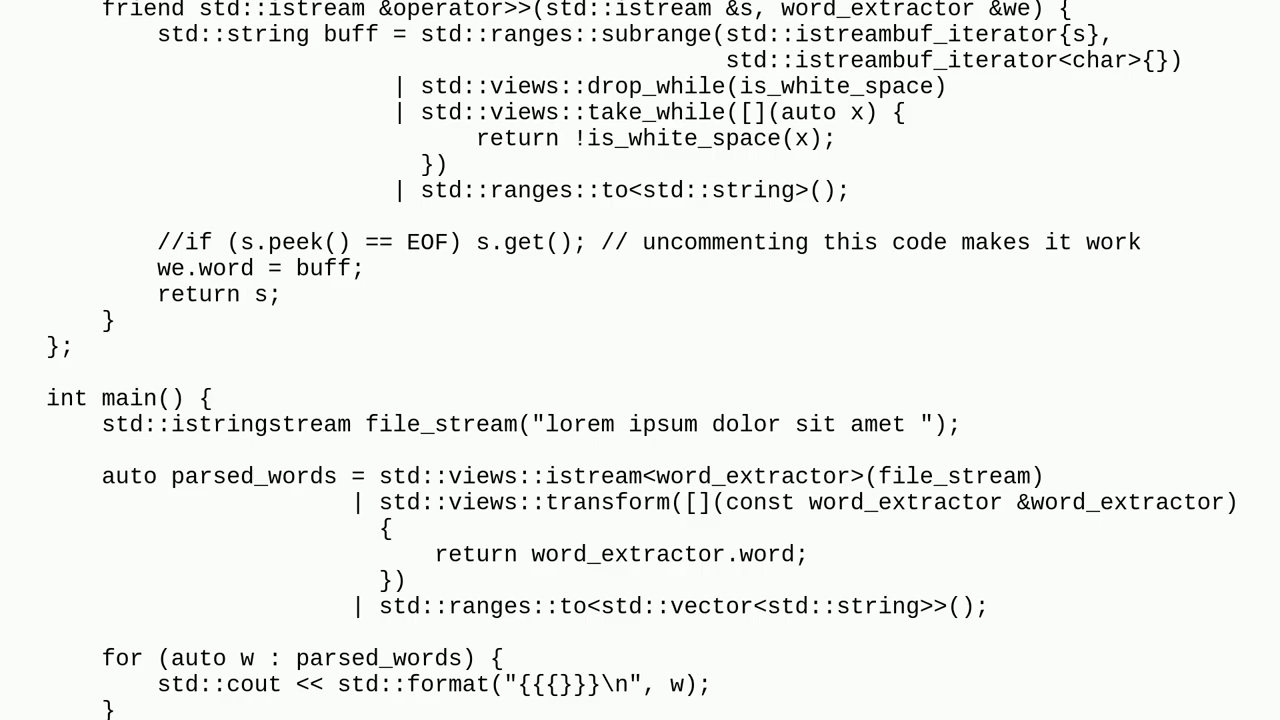 friend std::istream &operator>>(std::istream &s, word_extractor &we) {
        std::string buff = std::ranges::subrange(std::istreambuf_iterator{s},
                                                 std::istreambuf_iterator<char>{})
                         | std::views::drop_while(is_white_space)
                         | std::views::take_while([](auto x) {
                               return !is_white_space(x);
                           })
                         | std::ranges::to<std::string>();

        //if (s.peek() == EOF) s.get(); // uncommenting this code makes it work
        we.word = buff;
        return s;
    }
};

int main() {
    std::istringstream file_stream("lorem ipsum dolor sit amet ");

    auto parsed_words = std::views::istream<word_extractor>(file_stream)
                      | std::views::transform([](const word_extractor &word_extractor)
                        {
                            return word_extractor.word;
                        })
                      | std::ranges::to<std::vector<std::string>>();

    for (auto w : parsed_words) {
        std::cout << std::format("{{{}}}\n", w);
    }